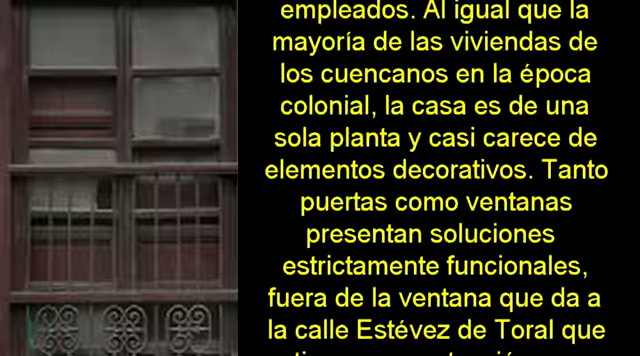 empleados. Al igual que la
mayoría de las viviendas de
los cuencanos en la época
colonial, la casa es de una
sola planta y casi carece de
elementos decorativos. Tanto
puertas como ventanas
presentan soluciones
estrictamente funcionales,
fuera de la ventana que da a
la calle Estévez de Toral que